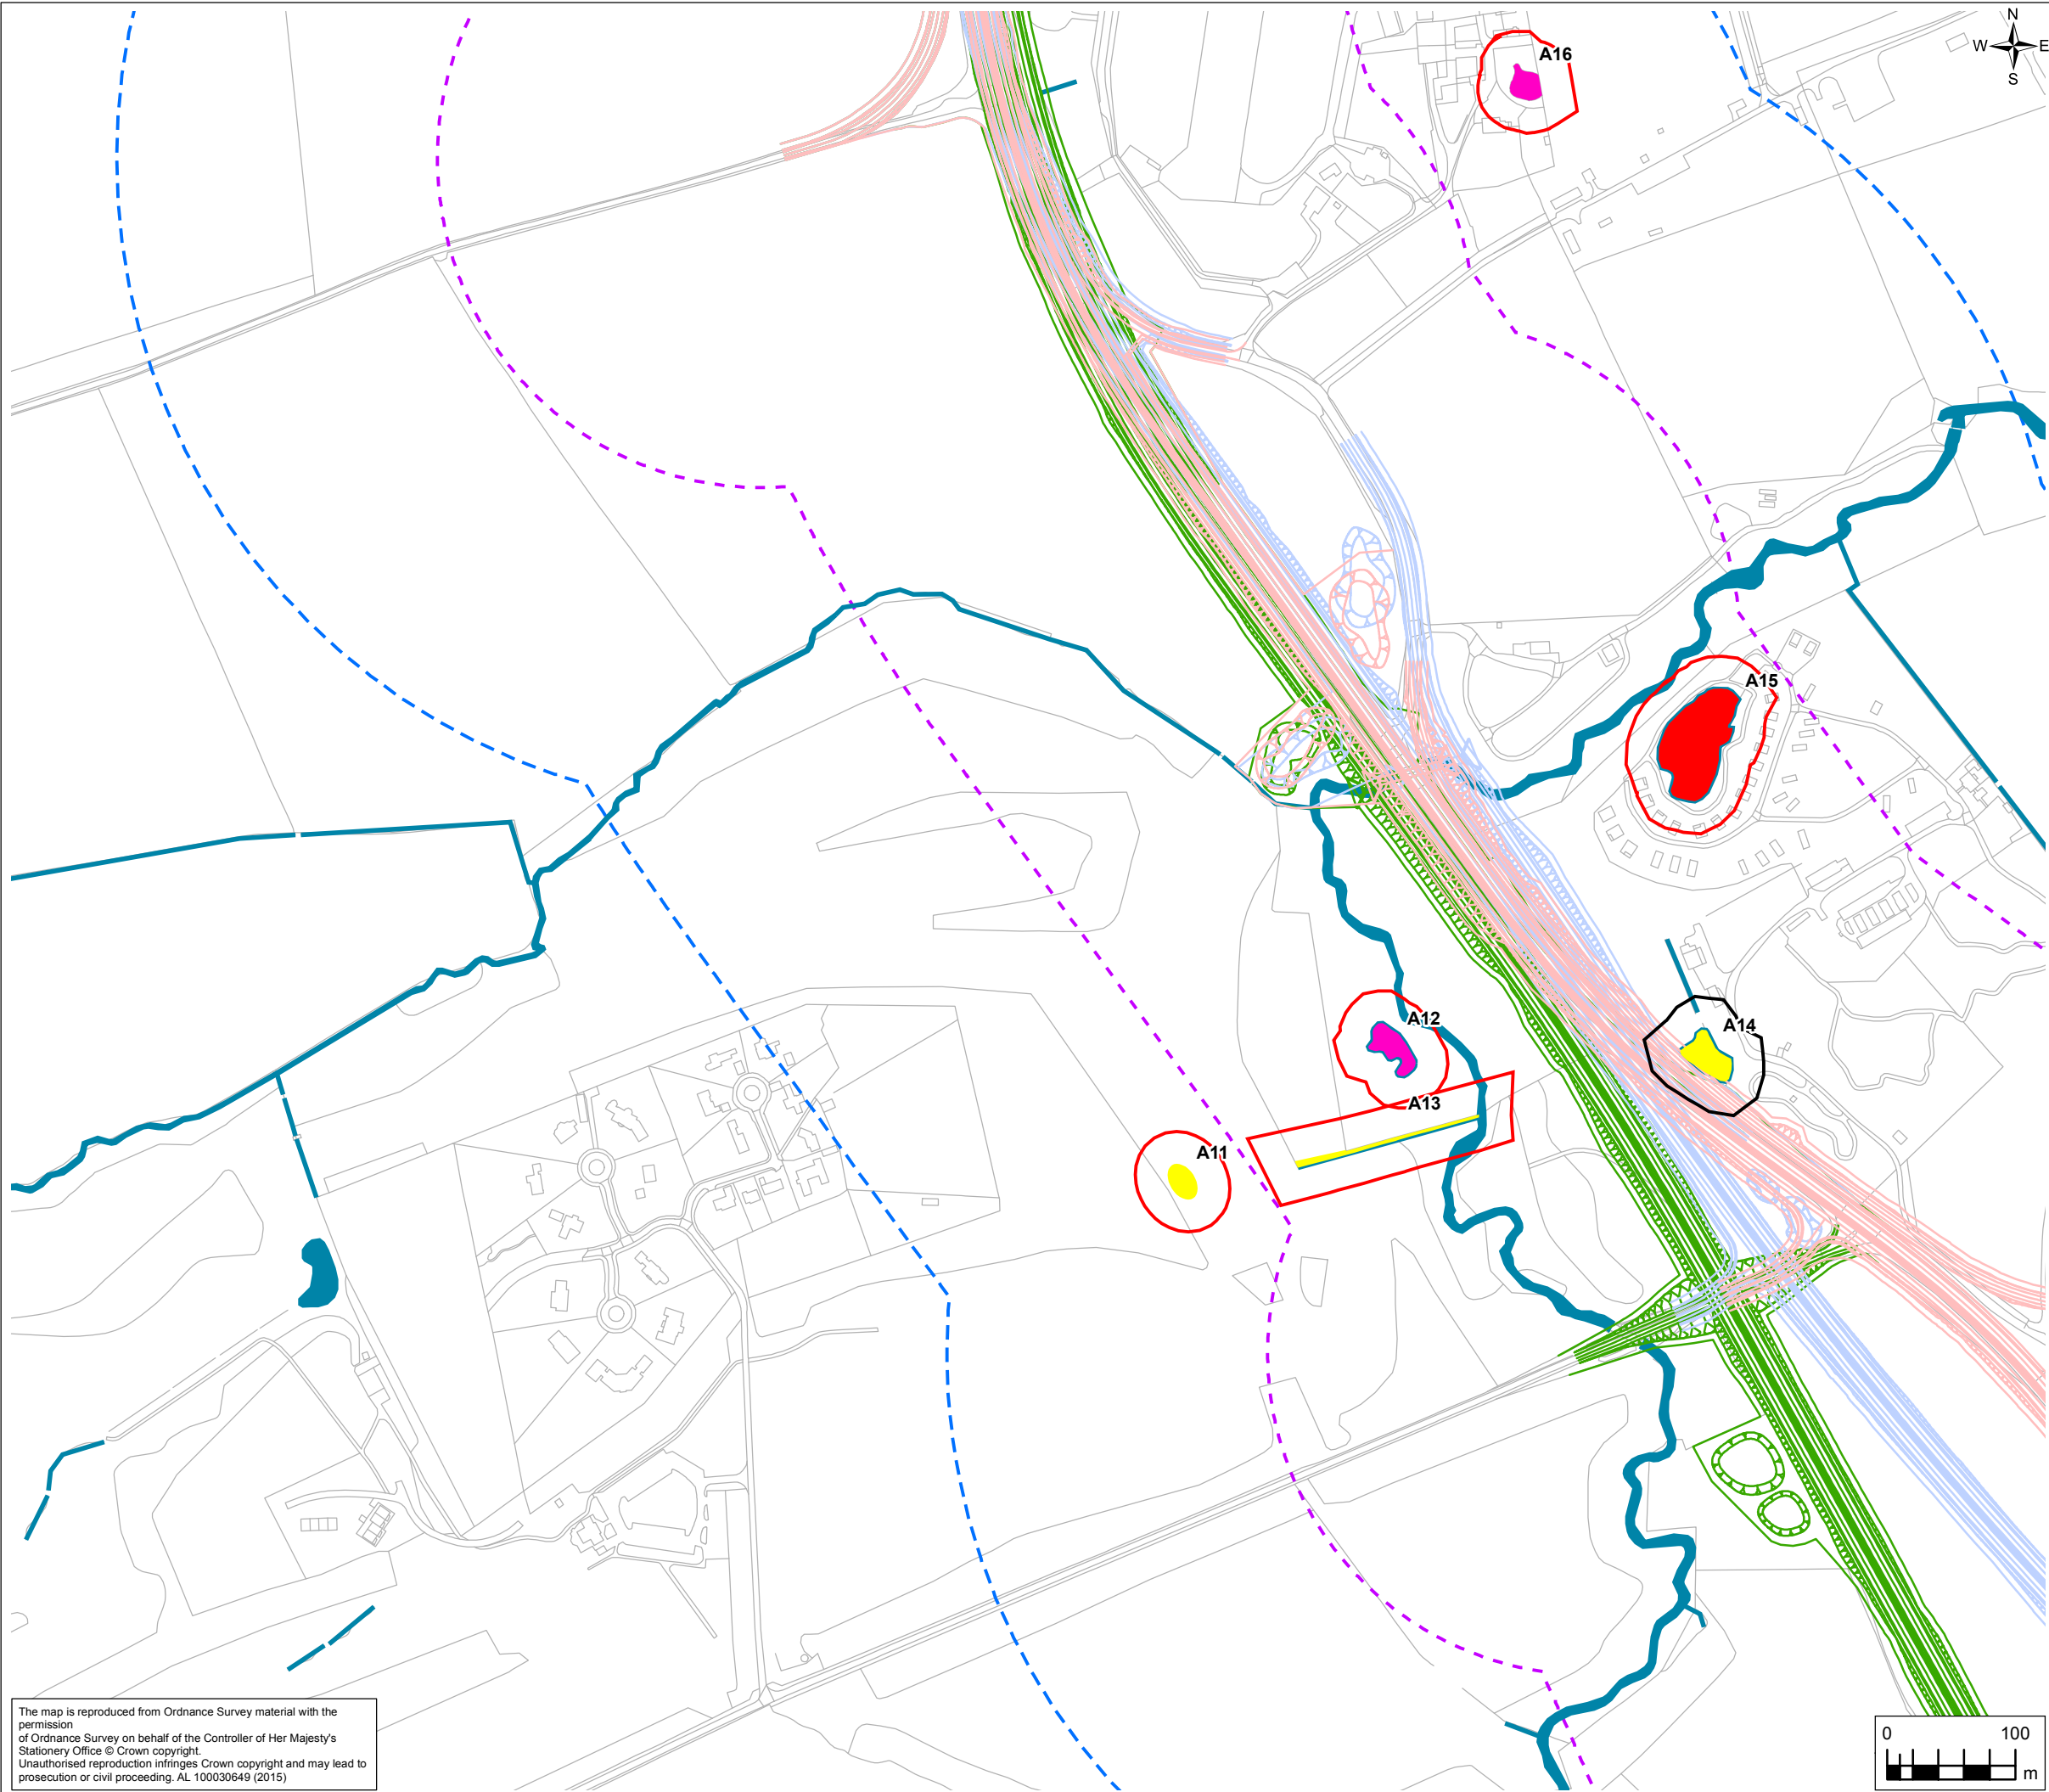 N
W E
S
A16
A15
A14
A12
A13
A11
The map is reproduced from Ordnance Survey material with the
permission
of Ordnance Survey on behalf of the Controller of Her Majesty's
Stationery Office © Crown copyright.
Unauthorised reproduction infringes Crown copyright and may lead to
prosecution or civil proceeding. AL 100030649 (2015)
0 100
m